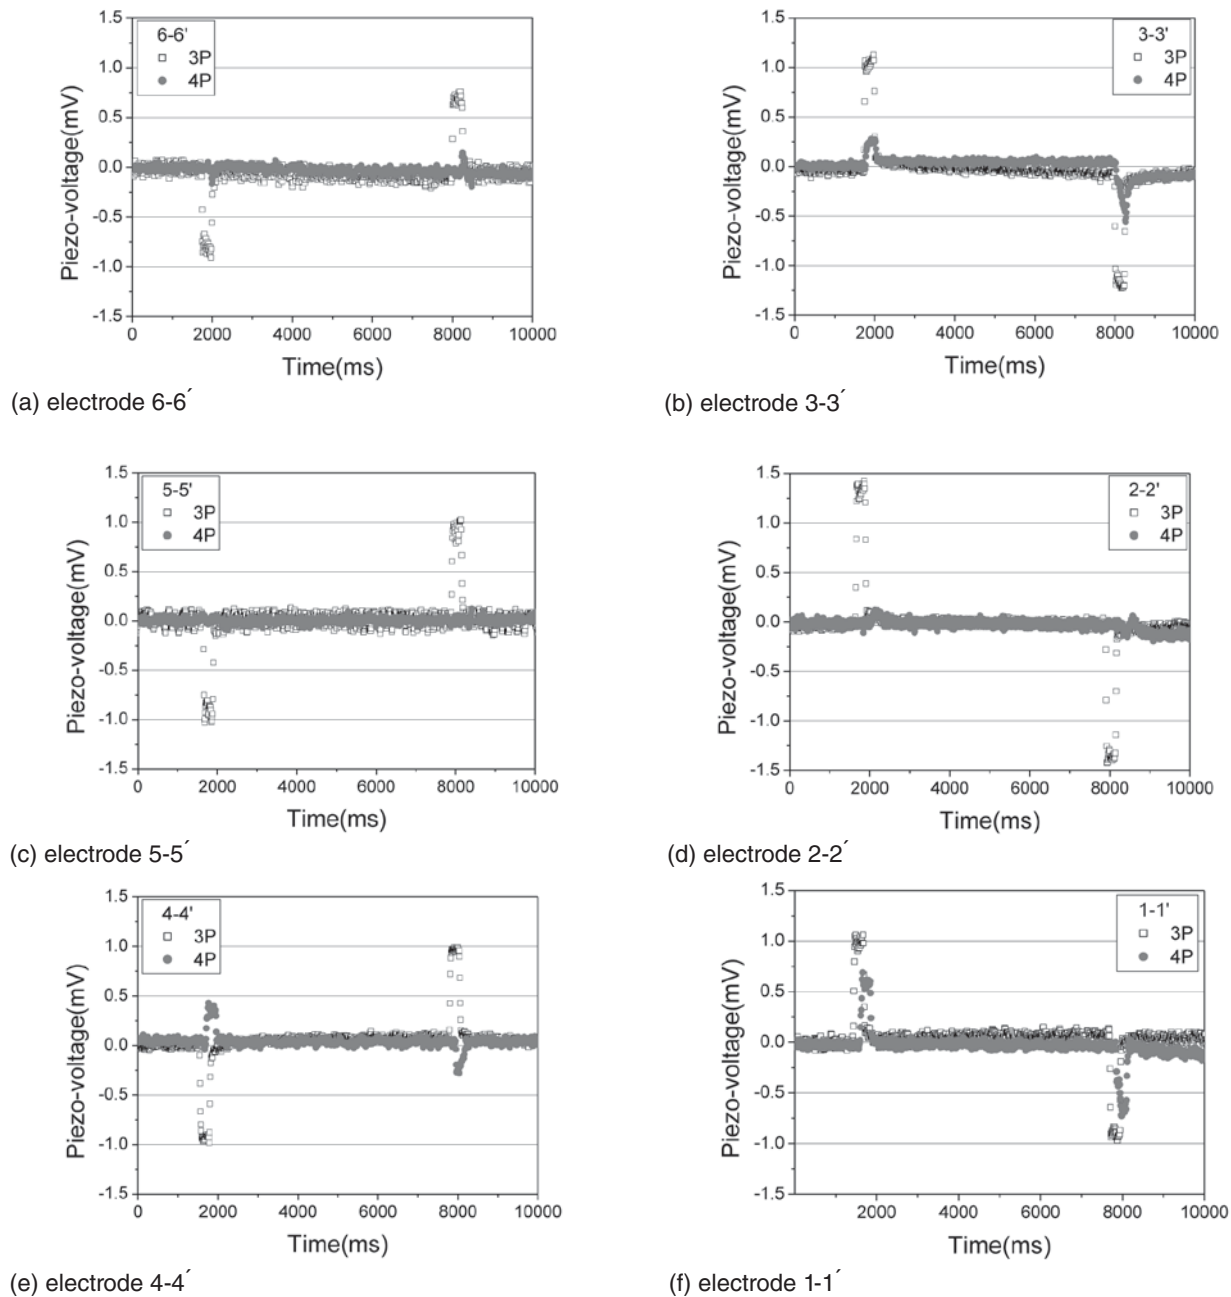 6-6'
3P
4P
1.5
1.0
0.5
0.0
-0.5
-1.0
-1.5
Piezo-voltage(mV)
0 2000 4000 6000 8000 10000
Time(ms)
(a) electrode 6-6´
3-3'
3P
4P
1.5
1.0
0.5
0.0
-0.5
-1.0
-1.5
Piezo-voltage(mV)
0 2000 4000 6000 8000 10000
Time(ms)
(b) electrode 3-3´
5-5'
3P
4P
1.5
1.0
0.5
0.0
-0.5
-1.0
-1.5
Piezo-voltage(mV)
0 2000 4000 6000 8000 10000
Time(ms)
(c) electrode 5-5´
2-2'
3P
4P
1.5
1.0
0.5
0.0
-0.5
-1.0
-1.5
Piezo-voltage(mV)
0 2000 4000 6000 8000 10000
Time(ms)
(d) electrode 2-2´
4-4'
3P
4P
1.5
1.0
0.5
0.0
-0.5
-1.0
-1.5
Piezo-voltage(mV)
0 2000 4000 6000 8000 10000
Time(ms)
(e) electrode 4-4´
1-1'
3P
4P
1.5
1.0
0.5
0.0
-0.5
-1.0
-1.5
Piezo-voltage(mV)
2000 4000 6000 8000 10000
Time(ms)
(f) electrode 1-1´